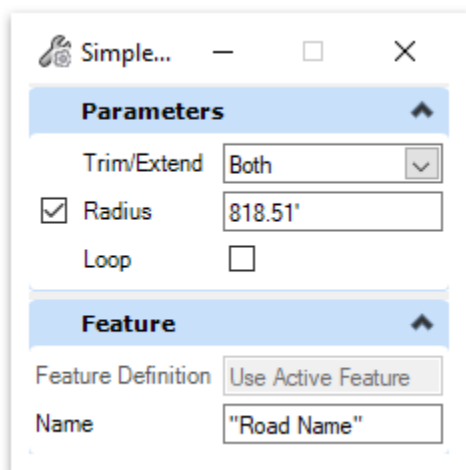 Simple...
Parameters
Trim/Extend Both
Radius 818.51'
Loop
Feature
Feature Definition Use Active Feature
Name "Road Name"